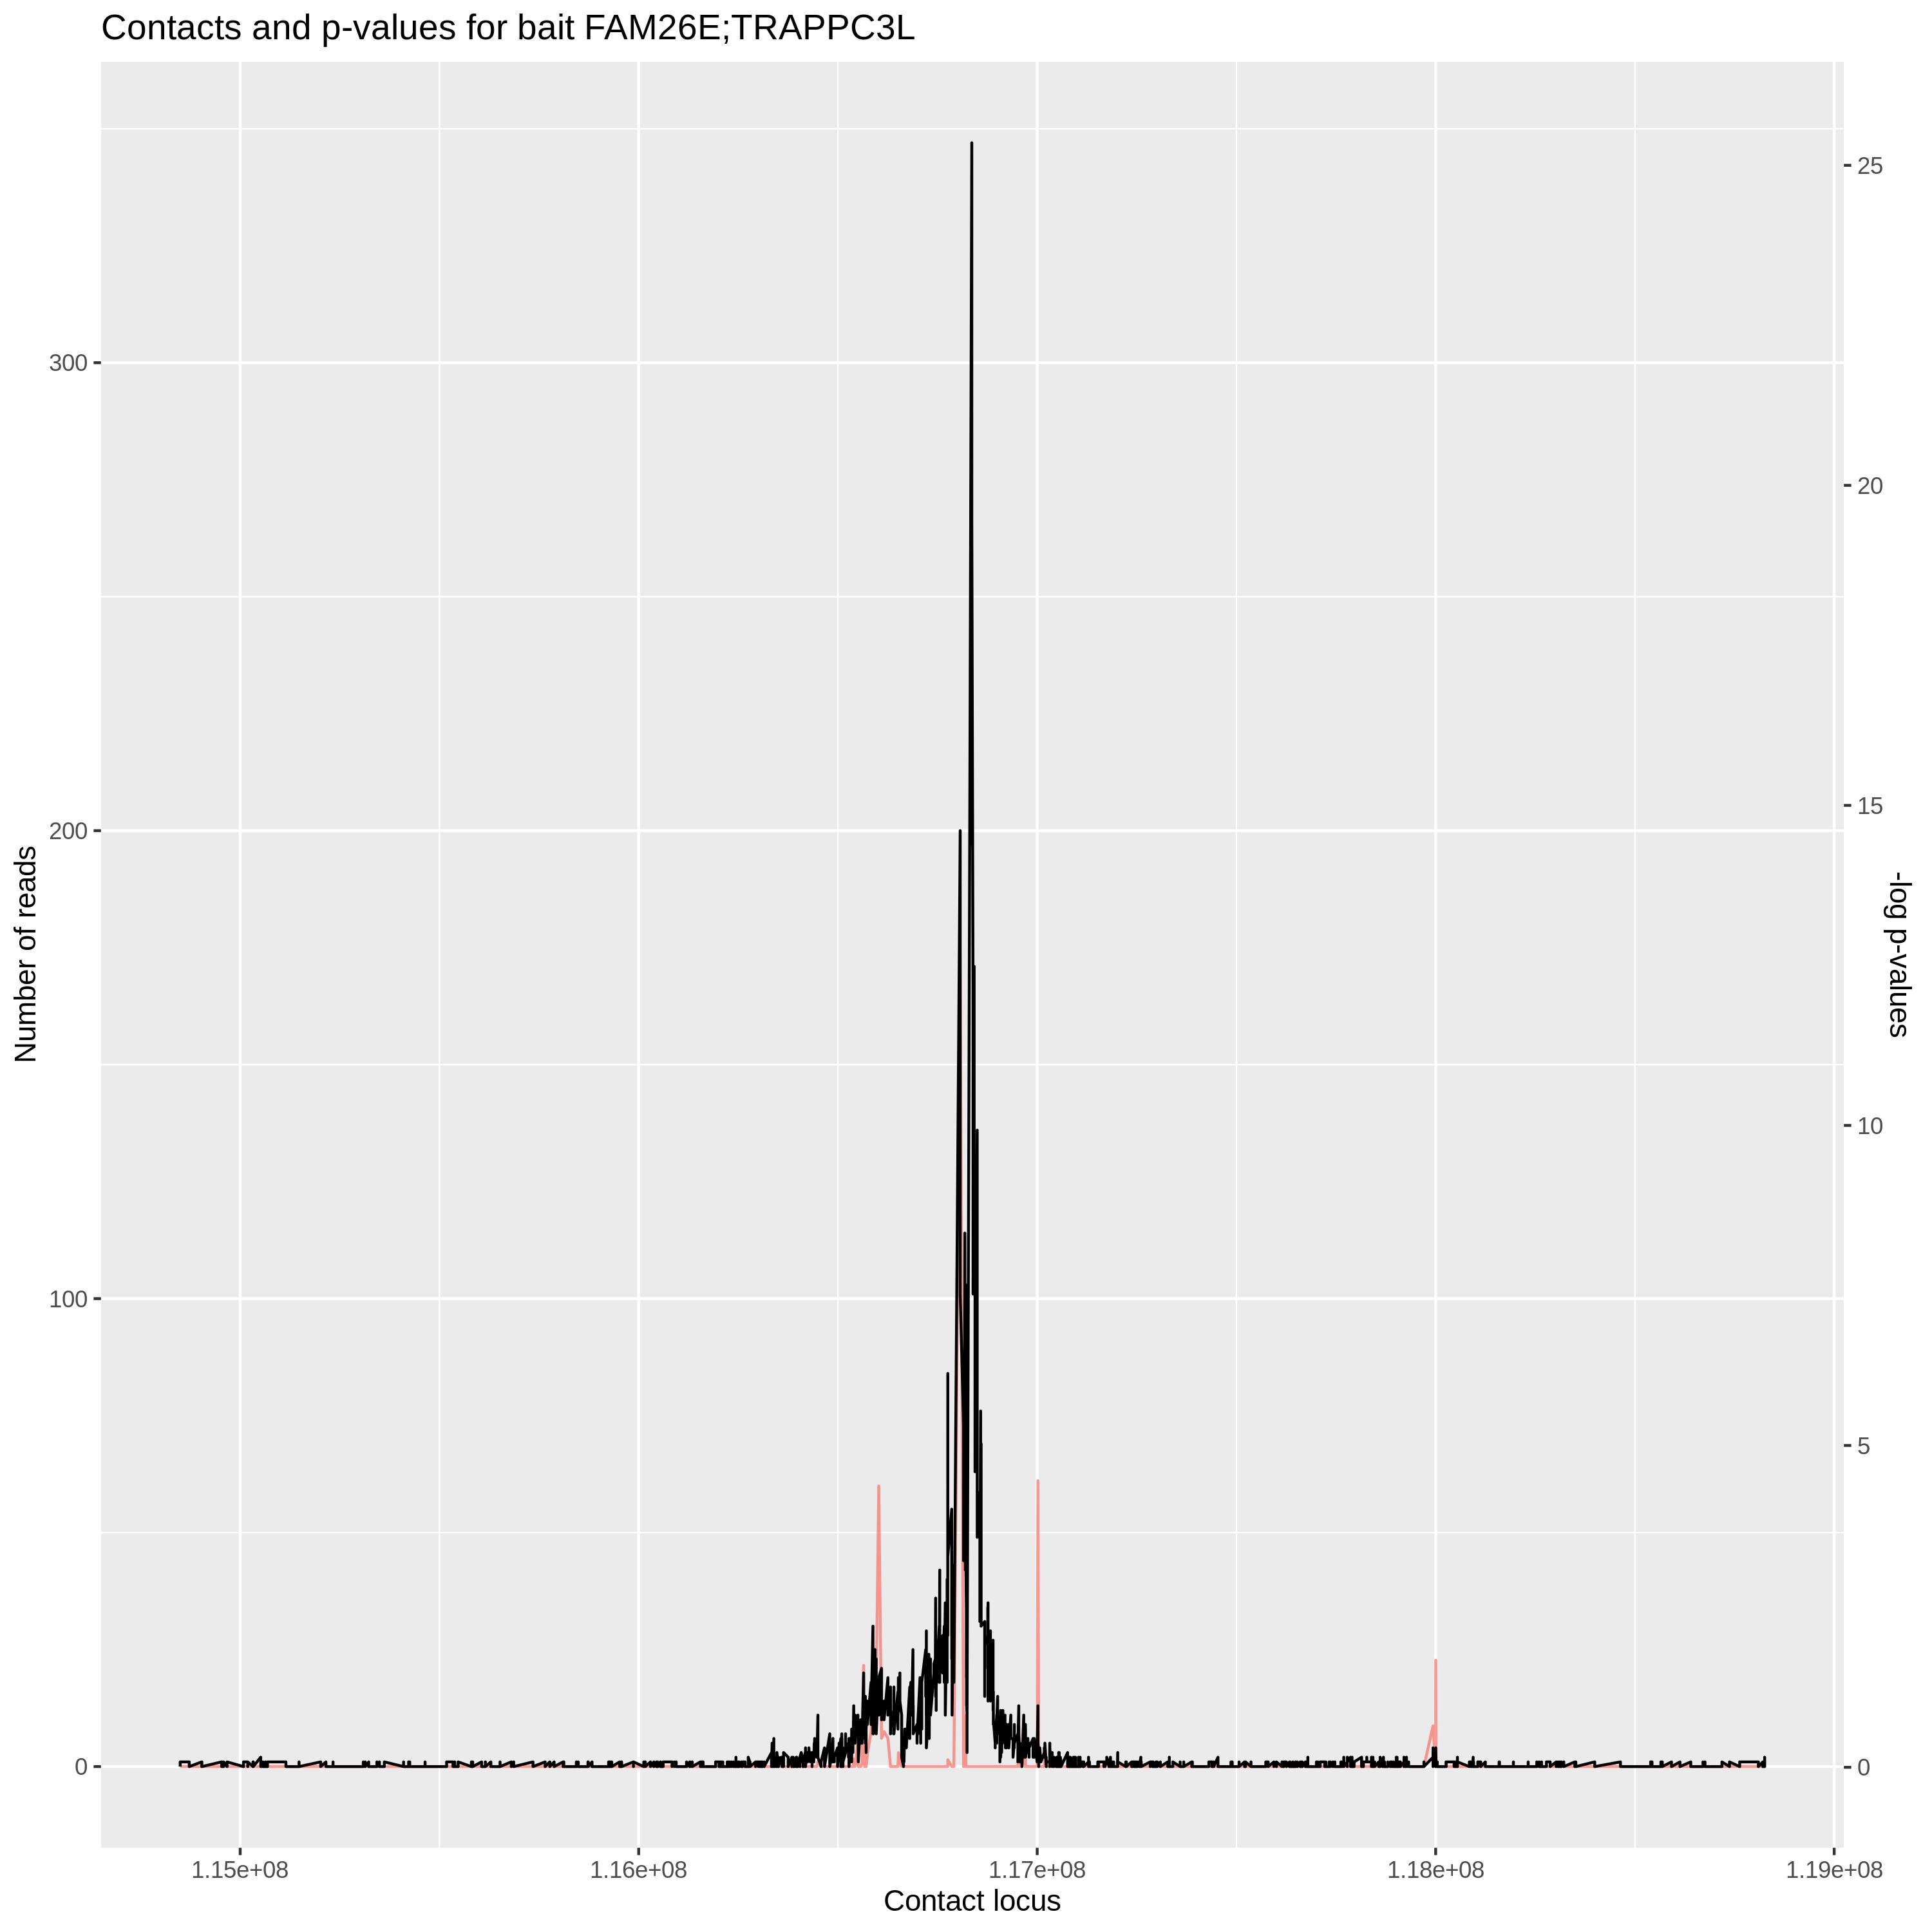 Contacts and p-values for bait FAM26E;TRAPPC3L
Number of reads
300
200
100
0
25
20
15
10
5
0
-log p-values
1.15e+08 1.16e+08 1.17e+08 1.18e+08 1.19e+08
Contact locus